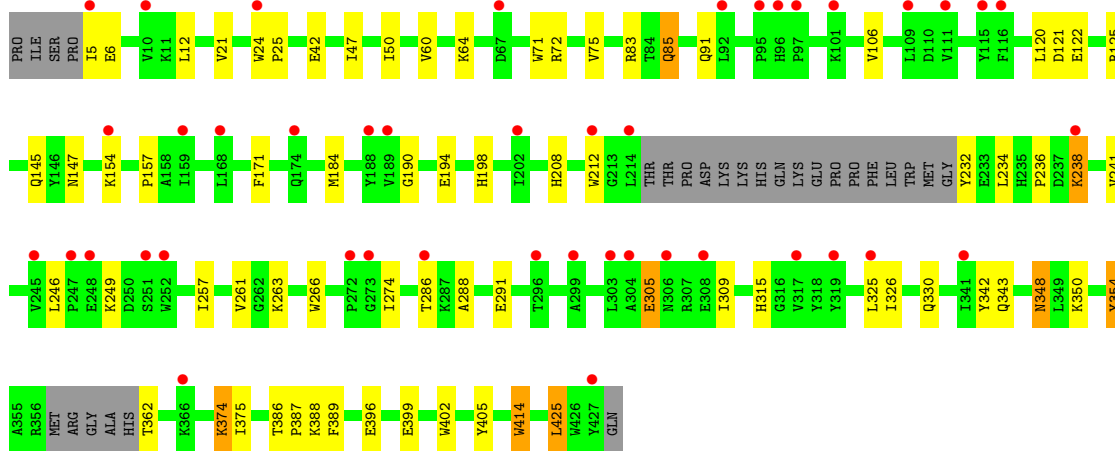 PRO ILE SER PRO I5 E6 V10 K11 L12 V21 W24 P25 E42 I47 I50 V60 K64 D67 W71 R72 V75 R83 T84 Q85 Q91 L92 P95 H96 P97 K101 V106 L109 D110 V111 Y115 F116 L120 D121 E122
Q145 Y146 N147 K154 P157 A158 I159 L168 F171 Q174 M184 Y188 V189 G190 E194 H198 I202 H208 W212 G213 L214 THR THR PRO ASP LYS LYS HIS GLN LYS GLU PRO PRO PHE LEU TRP MET GLY Y232 E233 L234 H235 P236 D237 K238
V245 L246 P247 E248 K249 D250 S251 W252 I257 V261 G262 K263 W266 P272 G273 I274 T286 K287 A288 E291 T296 A299 L303 A304 E305 N306 R307 E308 I309 H315 G316 V317 Y318 Y319 L325 I326 Q330 I341 Y342 Q343 N348 L349 K350 Y354
A355 R356 MET ARG GLY ALA HIS T362 K366 K374 I375 T386 P387 K388 F389 E396 E399 W402 Y405 W414 L425 W426 Y427 GLN